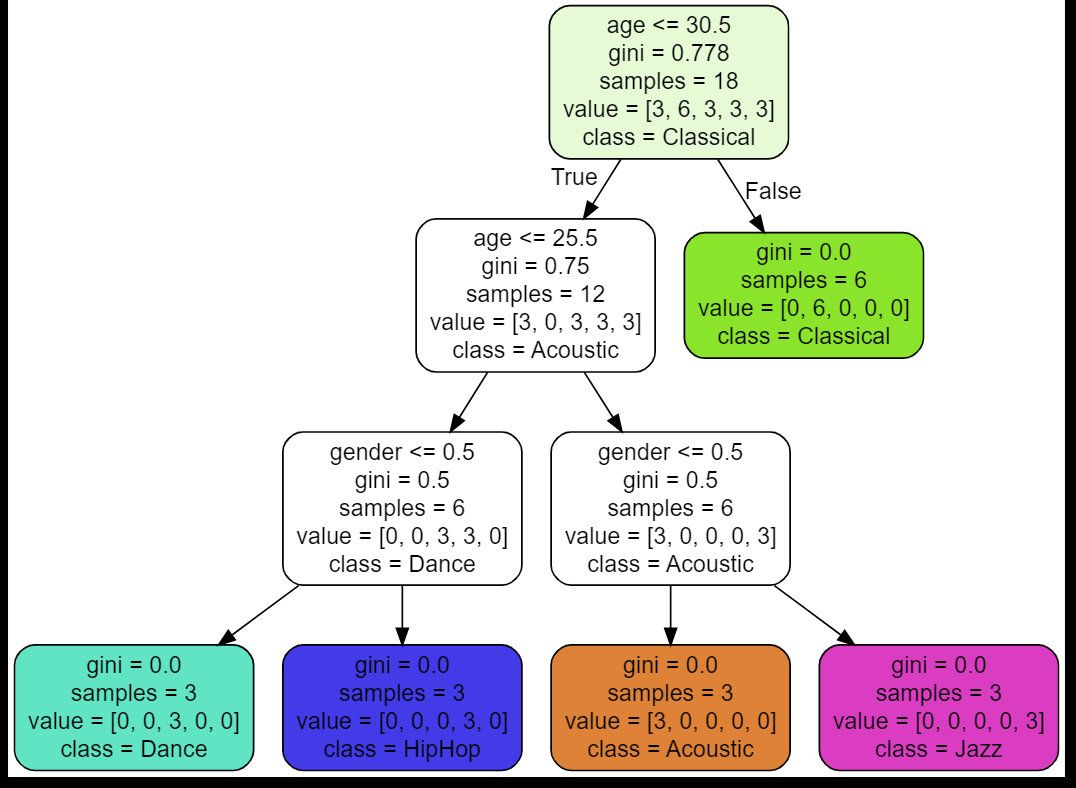 age <= 30.5
gini = 0.778
samples = 18
value = [3, 6, 3, 3, 3]
class = Classical
True
False
age <= 25.5
gini = 0.75
samples = 12
value = [3, 0, 3, 3, 3]
class = Acoustic
gini = 0.0
samples = 6
value = [0, 6, 0, 0, 0]
class = Classical
gender <= 0.5
gini = 0.5
samples = 6
value = [0, 0, 3, 3, 0]
class = Dance
gender <= 0.5
gini = 0.5
samples = 6
value = [3, 0, 0, 0, 3]
class = Acoustic
gini = 0.0
samples = 3
value = [0, 0, 3, 0, 0]
class = Dance
gini = 0.0
samples = 3
value = [0, 0, 0, 3, 0]
class = HipHop
gini = 0.0
samples = 3
value = [3, 0, 0, 0, 0]
class = Acoustic
gini = 0.0
samples = 3
value = [0, 0, 0, 0, 3]
class = Jazz